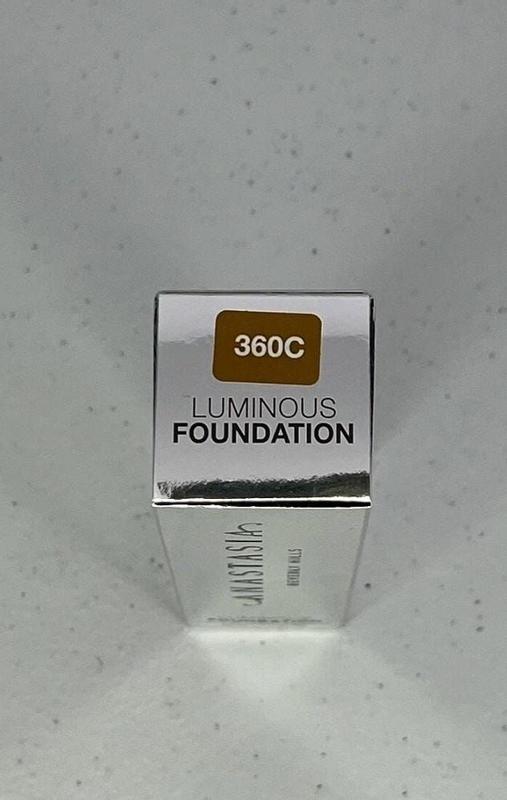 360C
LUMINOUS
FOUNDATION
ANASTASIA
BEVERLY HILLS